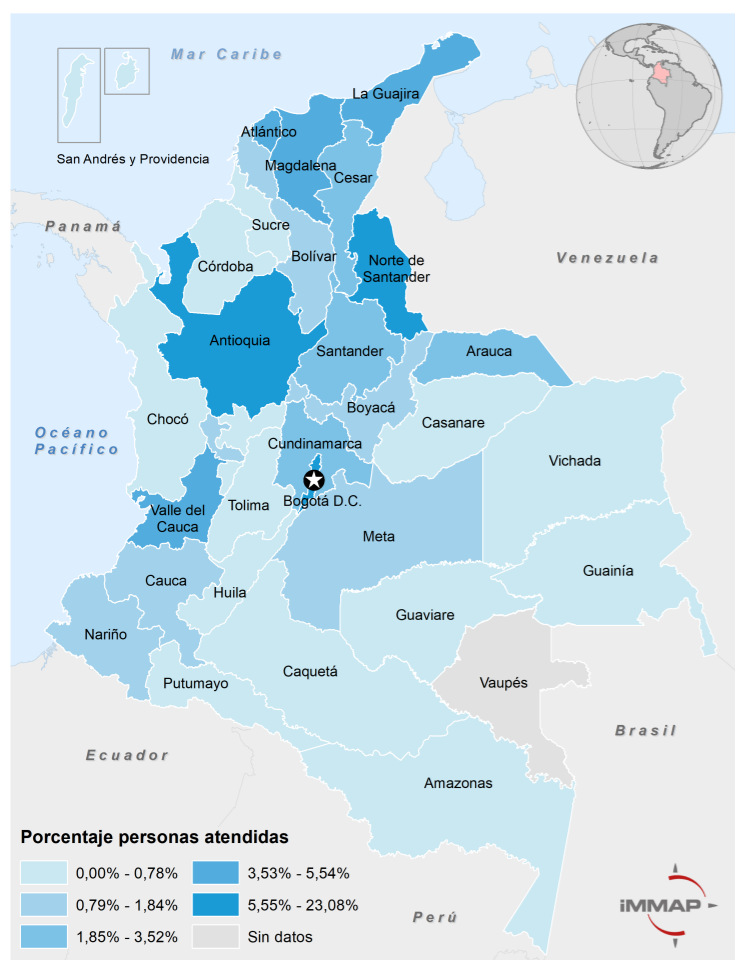 Mar Caribe
La Guajira
Atlántico
San Andrés y Providencia
Magdalena
Cesar
Panamá
Sucre
Bolívar
Córdoba
Norte de
Santander
Venezuela
Antioquia
Santander
Arauca
Boyacá
Chocó
Casanare
Océano
Pacífico
Cundinamarca
Vichada
Bogotá D.C.
Tolima
Valle del
Cauca
Meta
Cauca
Huila
Guainía
Guaviare
Nariño
Caquetá
Putumayo
Vaupés
Brasil
Ecuador
Amazonas
Porcentaje personas atendidas
0,00% - 0,78%
0,79% - 1,84%
1,85% - 3,52%
3,53% - 5,54%
5,55% - 23,08%
Sin datos
Perú
iMMAP